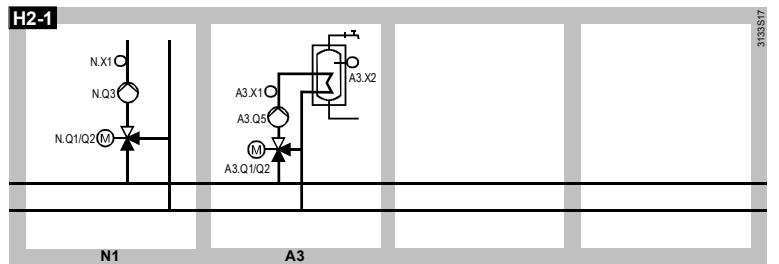 H2-1
3133S17
N.X1
N.Q3
N.Q1/Q2
M
A3.X1
A3.X2
A3.Q5
M
A3.Q1/Q2
N1
A3